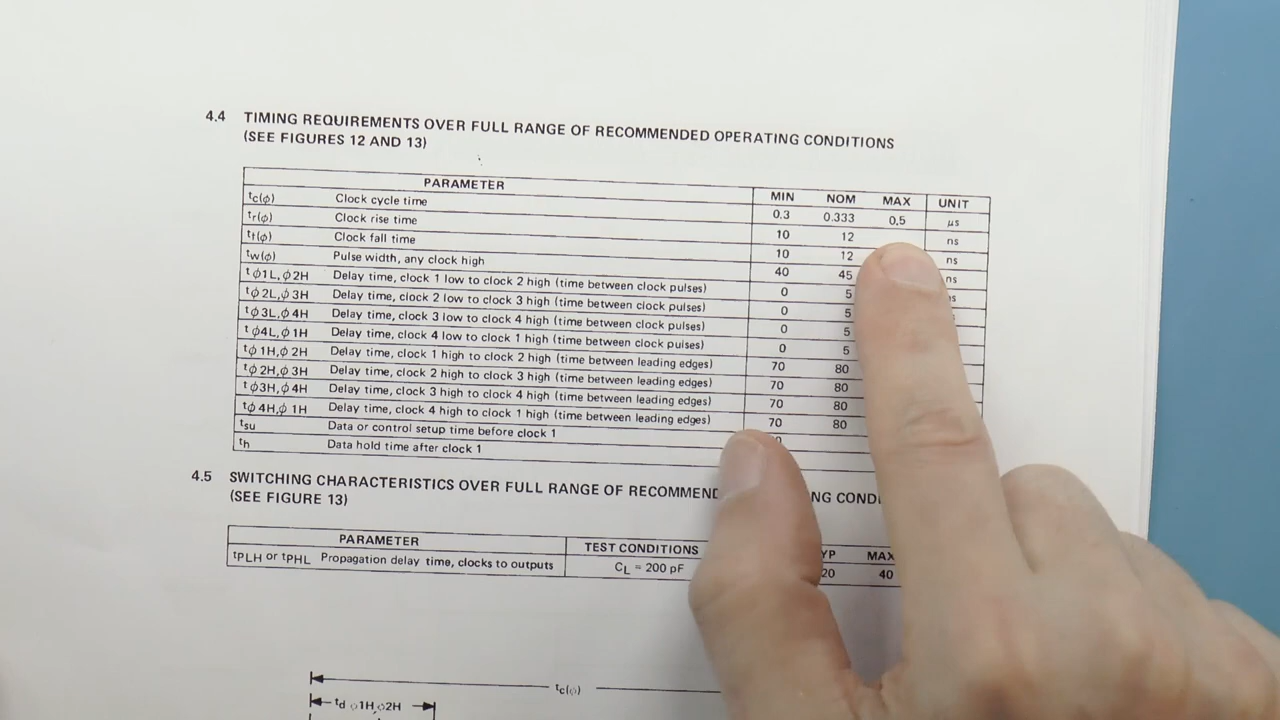 4.4 TIMING REQUIREMENTS OVER FULL RANGE OF RECOMMENDED OPERATING CONDITIONS
(SEE FIGURES 12 AND 13)
PARAMETER MIN NOM MAX UNIT
tc(φ) Clock cycle time 0.3 0.333 0.5 μs
tr(φ) Clock rise time 10 12 ns
tf(φ) Clock fall time 10 12 ns
tw(φ) Pulse width, any clock high 40 45 ns
tφ1L,φ2H Delay time, clock 1 low to clock 2 high (time between clock pulses) 0 5
tφ2L,φ3H Delay time, clock 2 low to clock 3 high (time between clock pulses) 0 5
tφ3L,φ4H Delay time, clock 3 low to clock 4 high (time between clock pulses) 0 5
tφ4L,φ1H Delay time, clock 4 low to clock 1 high (time between clock pulses) 0 5
tφ1H,φ2H Delay time, clock 1 high to clock 2 high (time between leading edges) 70 80
tφ2H,φ3H Delay time, clock 2 high to clock 3 high (time between leading edges) 70 80
tφ3H,φ4H Delay time, clock 3 high to clock 4 high (time between leading edges) 70 80
tφ4H,φ1H Delay time, clock 4 high to clock 1 high (time between leading edges) 70 80
tsu Data or control setup time before clock 1
th Data hold time after clock 1
4.5 SWITCHING CHARACTERISTICS OVER FULL RANGE OF
(SEE FIGURE 13)
PARAMETER TEST CONDITIONS MAX
tPLH or tPHL Propagation delay time, clocks to outputs CL = 200 pF 20 40
tc(φ)
td φ1H,φ2H